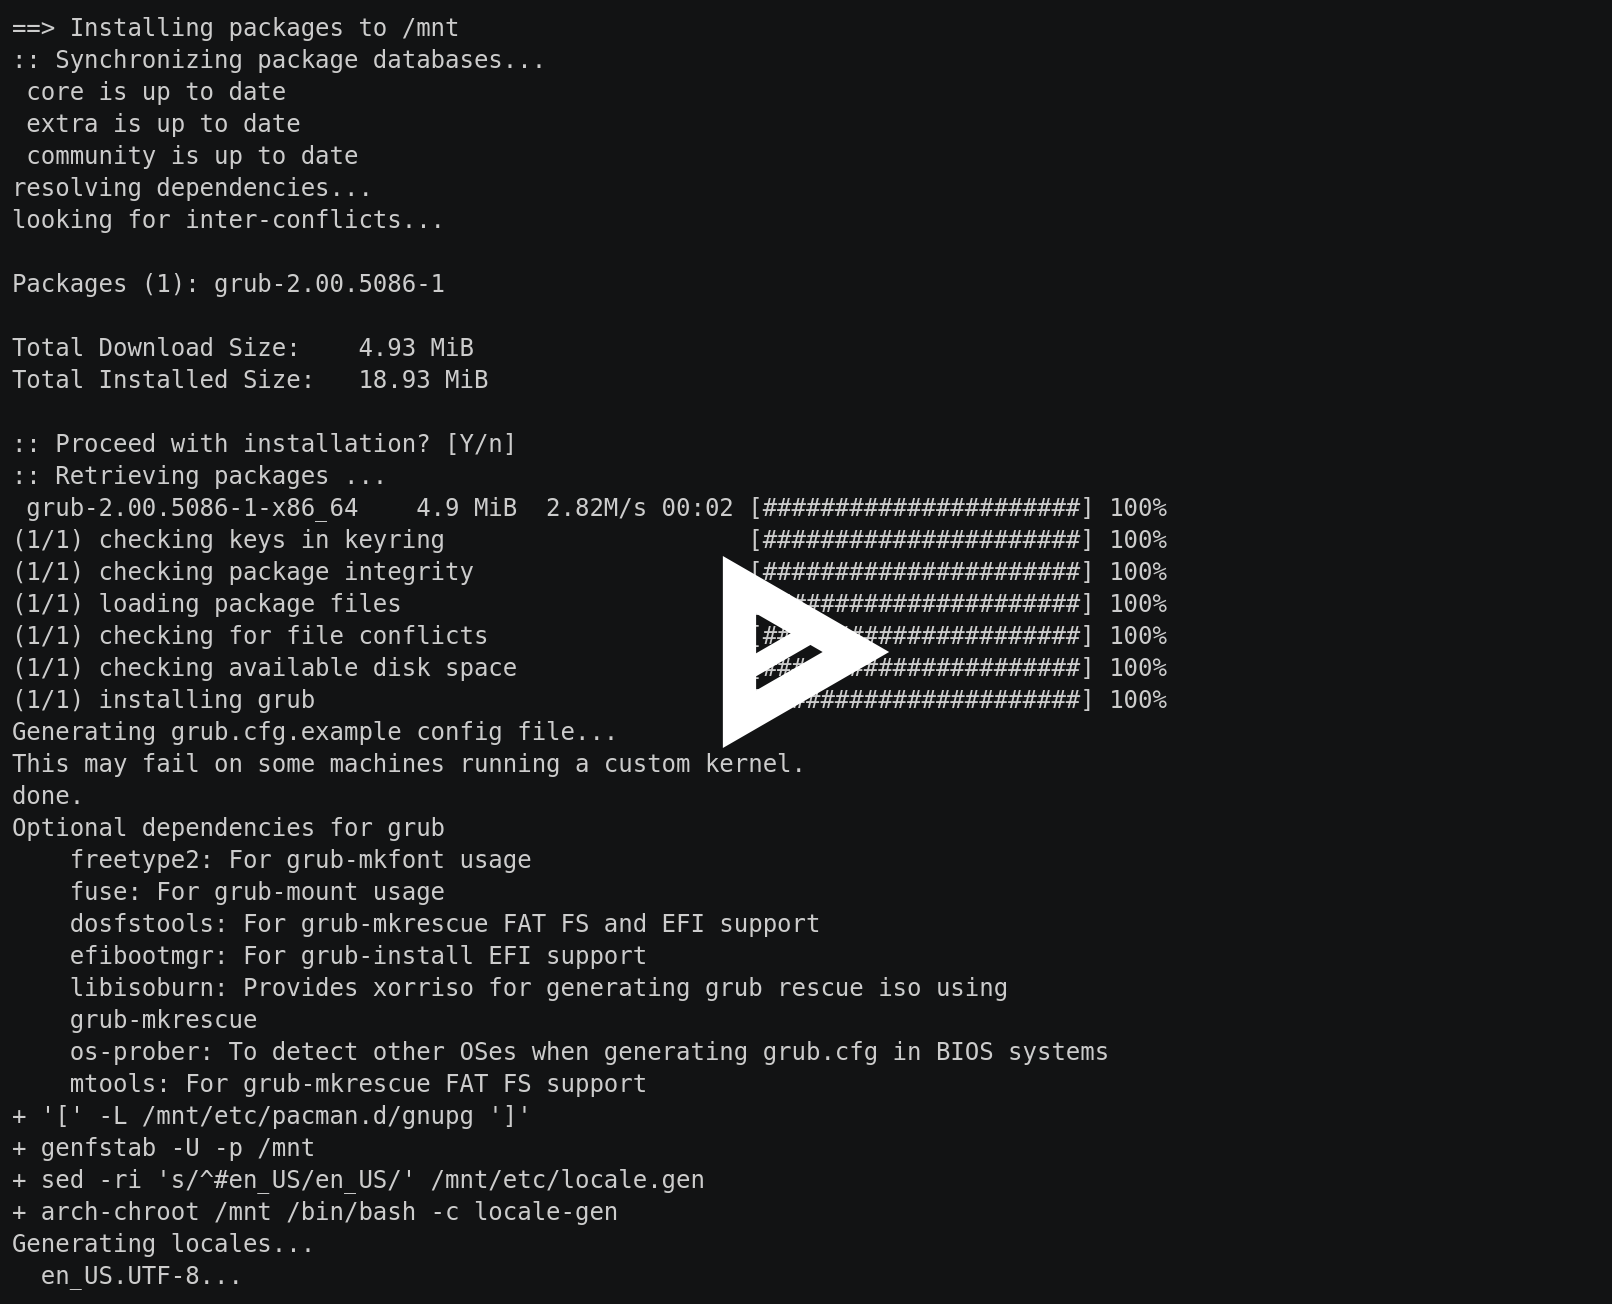 ==> Installing packages to /mnt
:: Synchronizing package databases...
 core is up to date
 extra is up to date
 community is up to date
resolving dependencies...
looking for inter-conflicts...

Packages (1): grub-2.00.5086-1

Total Download Size:    4.93 MiB
Total Installed Size:   18.93 MiB

:: Proceed with installation? [Y/n]
:: Retrieving packages ...
 grub-2.00.5086-1-x86_64    4.9 MiB  2.82M/s 00:02 [######################] 100%
(1/1) checking keys in keyring                     [######################] 100%
(1/1) checking package integrity                   [######################] 100%
(1/1) loading package files                         ####################] 100%
(1/1) checking for file conflicts                  [######################] 100%
(1/1) checking available disk space                [######################] 100%
(1/1) installing grub                               ####################] 100%
Generating grub.cfg.example config file...
This may fail on some machines running a custom kernel.
done.
Optional dependencies for grub
    freetype2: For grub-mkfont usage
    fuse: For grub-mount usage
    dosfstools: For grub-mkrescue FAT FS and EFI support
    efibootmgr: For grub-install EFI support
    libisoburn: Provides xorriso for generating grub rescue iso using
    grub-mkrescue
    os-prober: To detect other OSes when generating grub.cfg in BIOS systems
    mtools: For grub-mkrescue FAT FS support
+ '[' -L /mnt/etc/pacman.d/gnupg ']'
+ genfstab -U -p /mnt
+ sed -ri 's/^#en_US/en_US/' /mnt/etc/locale.gen
+ arch-chroot /mnt /bin/bash -c locale-gen
Generating locales...
  en_US.UTF-8...